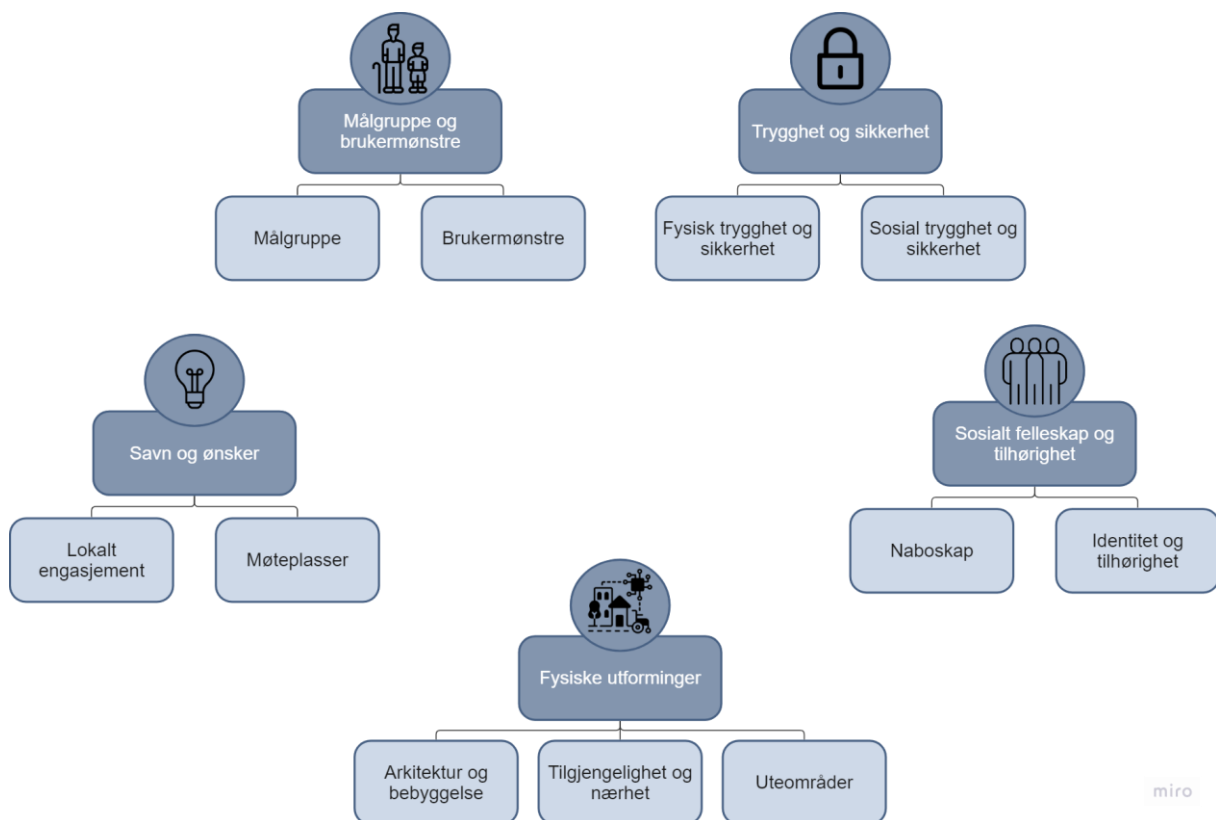 Målgruppe og
brukermønstre
Målgruppe
Brukermønstre
Trygghet og sikkerhet
Fysisk trygghet og
sikkerhet
Sosial trygghet og
sikkerhet
Savn og ønsker
Lokalt
engasjement
Møteplasser
Sosialt felleskap og
tilhørighet
Naboskap
Identitet og
tilhørighet
Fysiske utforminger
Arkitektur og
bebyggelse
Tilgjengelighet og
nærhet
Uteområder
miro